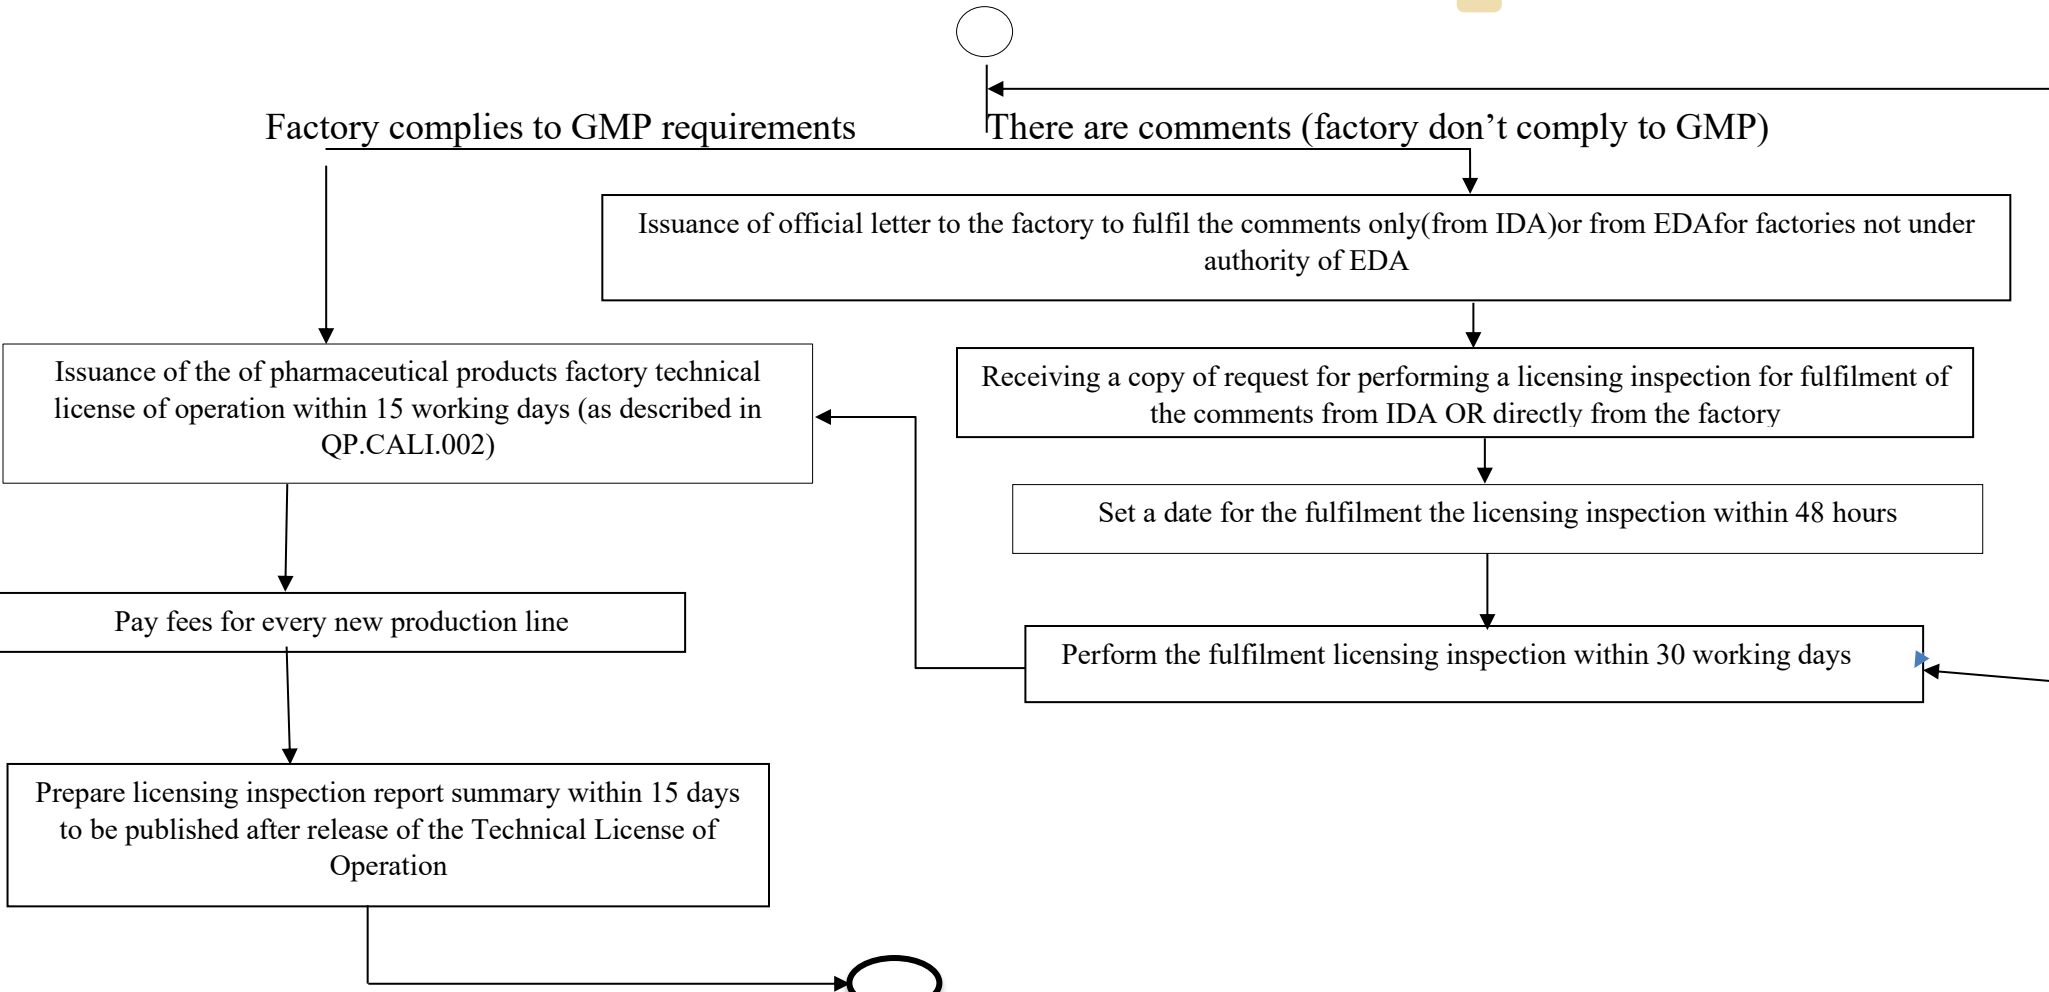 Factory complies to GMP requirements
There are comments (factory don't comply to GMP)
Issuance of official letter to the factory to fulfil the comments only(from IDA)or from EDAfor factories not under
authority of EDA
Issuance of the of pharmaceutical products factory technical
license of operation within 15 working days (as described in
QP.CALI.002)
Receiving a copy of request for performing a licensing inspection for fulfilment of
the comments from IDA OR directly from the factory
Set a date for the fulfilment the licensing inspection within 48 hours
Pay fees for every new production line
Perform the fulfilment licensing inspection within 30 working days
Prepare licensing inspection report summary within 15 days
to be published after release of the Technical License of
Operation